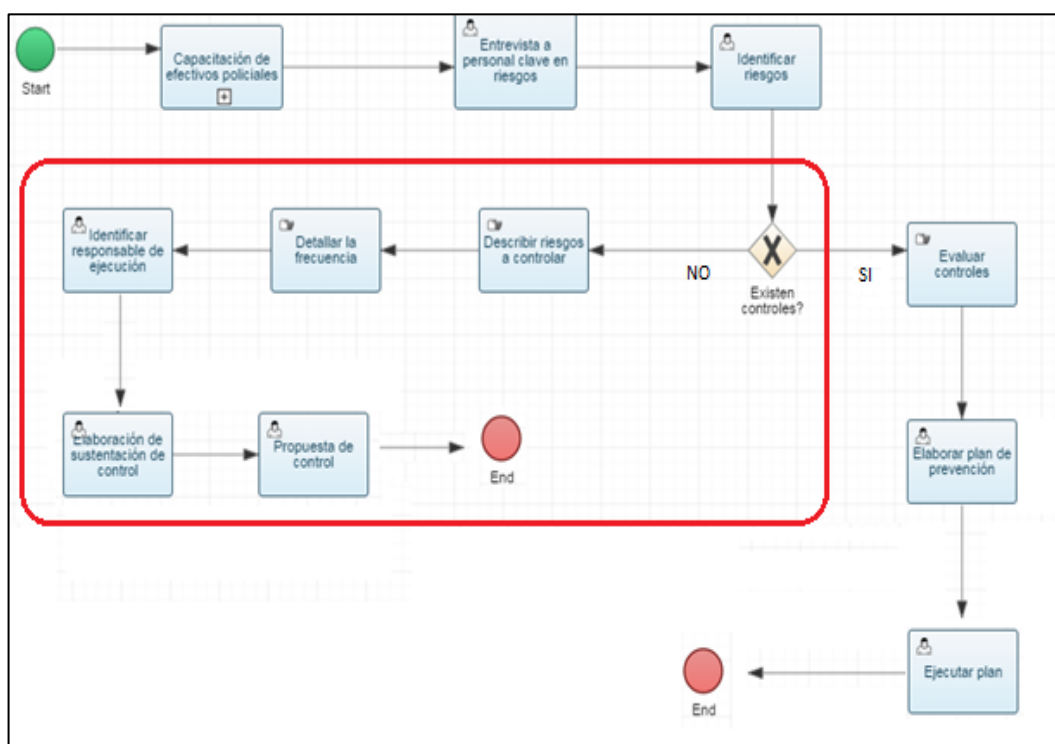 Start
Capacitación de
efectivos policiales
Entrevista a
personal clave en
riesgos
Identificar
riesgos
Identificar
responsable de
ejecución
Detallar la
frecuencia
Describir riesgos
a controlar
NO
Existen
controles?
SI
Evaluar
controles
Elaboración de
sustentación de
control
Propuesta de
control
End
Elaborar plan de
prevención
End
Ejecutar plan